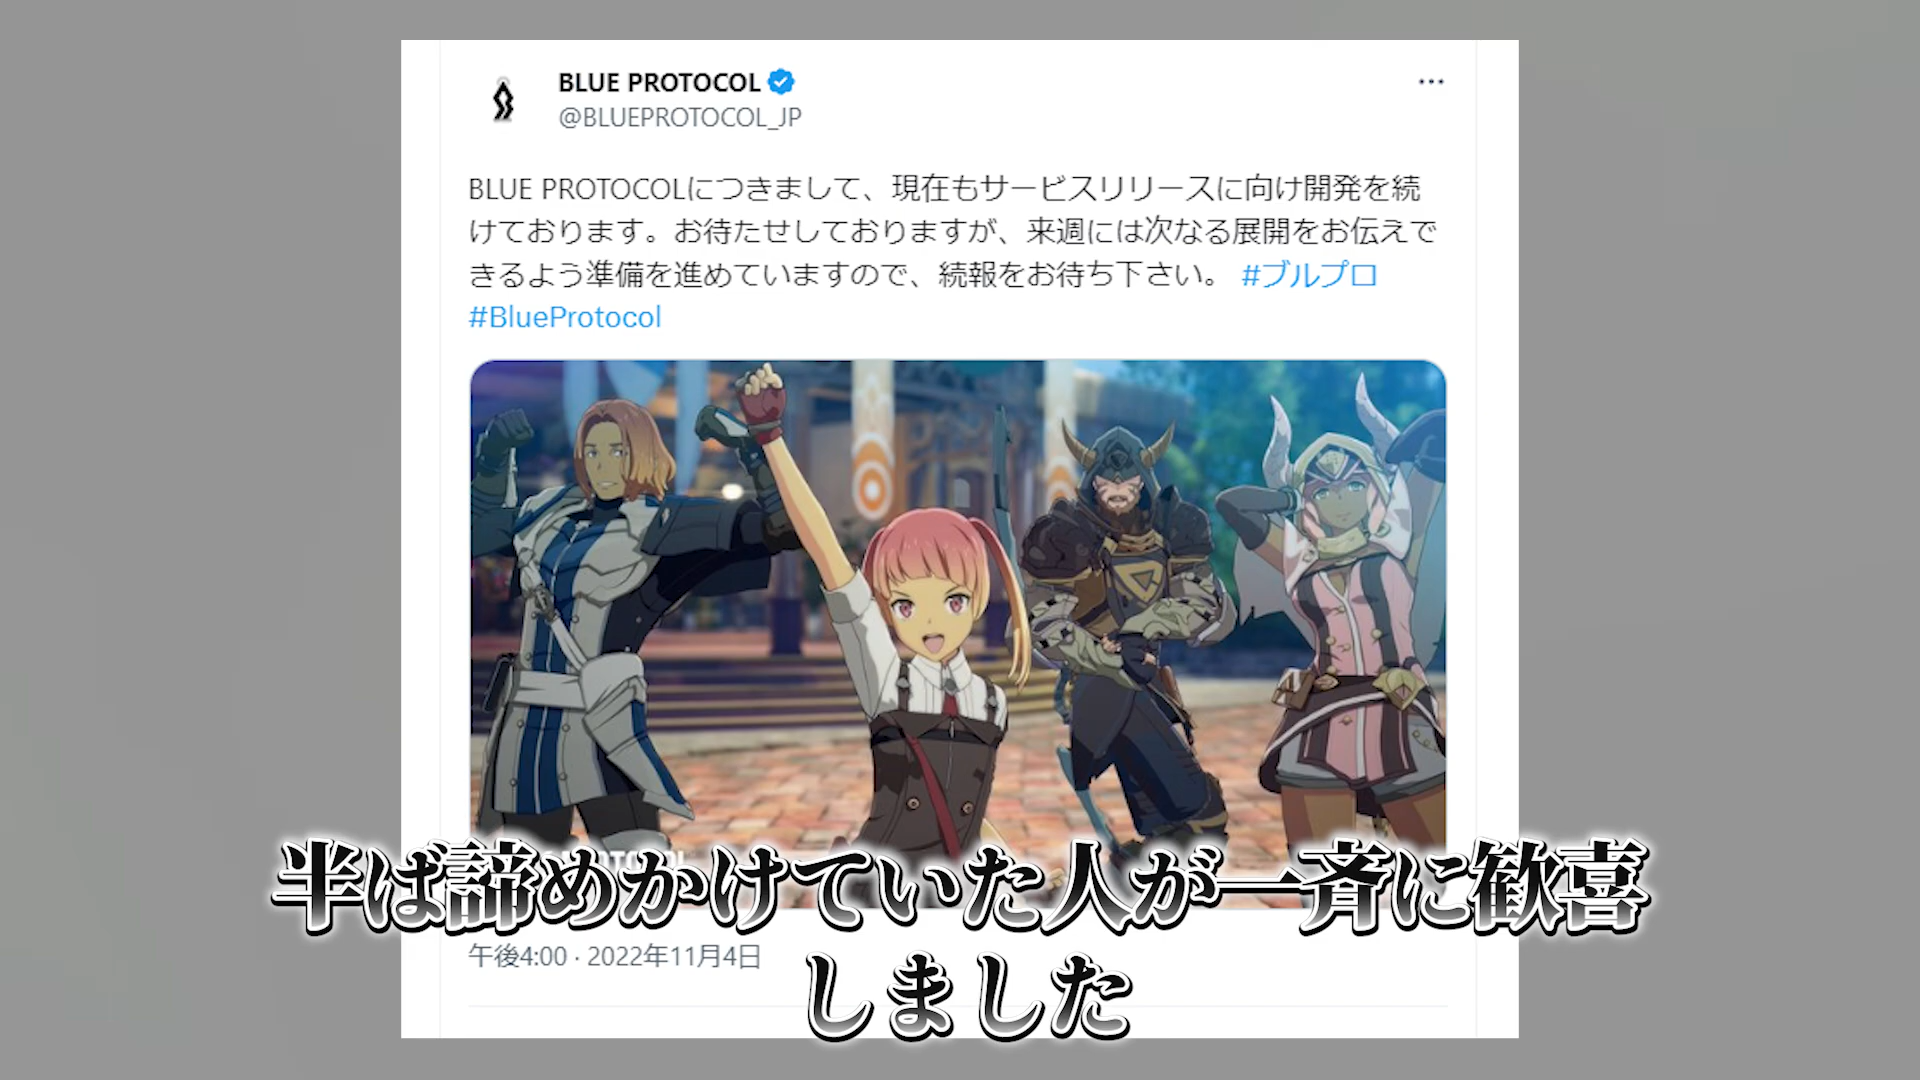 BLUE PROTOCOL
@BLUEPROTOCOL_JP
BLUE PROTOCOLにつきまして、現在もサービスリリースに向け開発を続
けております。お待たせしておりますが、来週には次なる展開をお伝えで
きるよう準備を進めていますので、続報をお待ち下さい。 #ブルプロ
#BlueProtocol
半ば諦めかけていた人が一斉に歓喜
しました
午後4:00 · 2022年11月4日